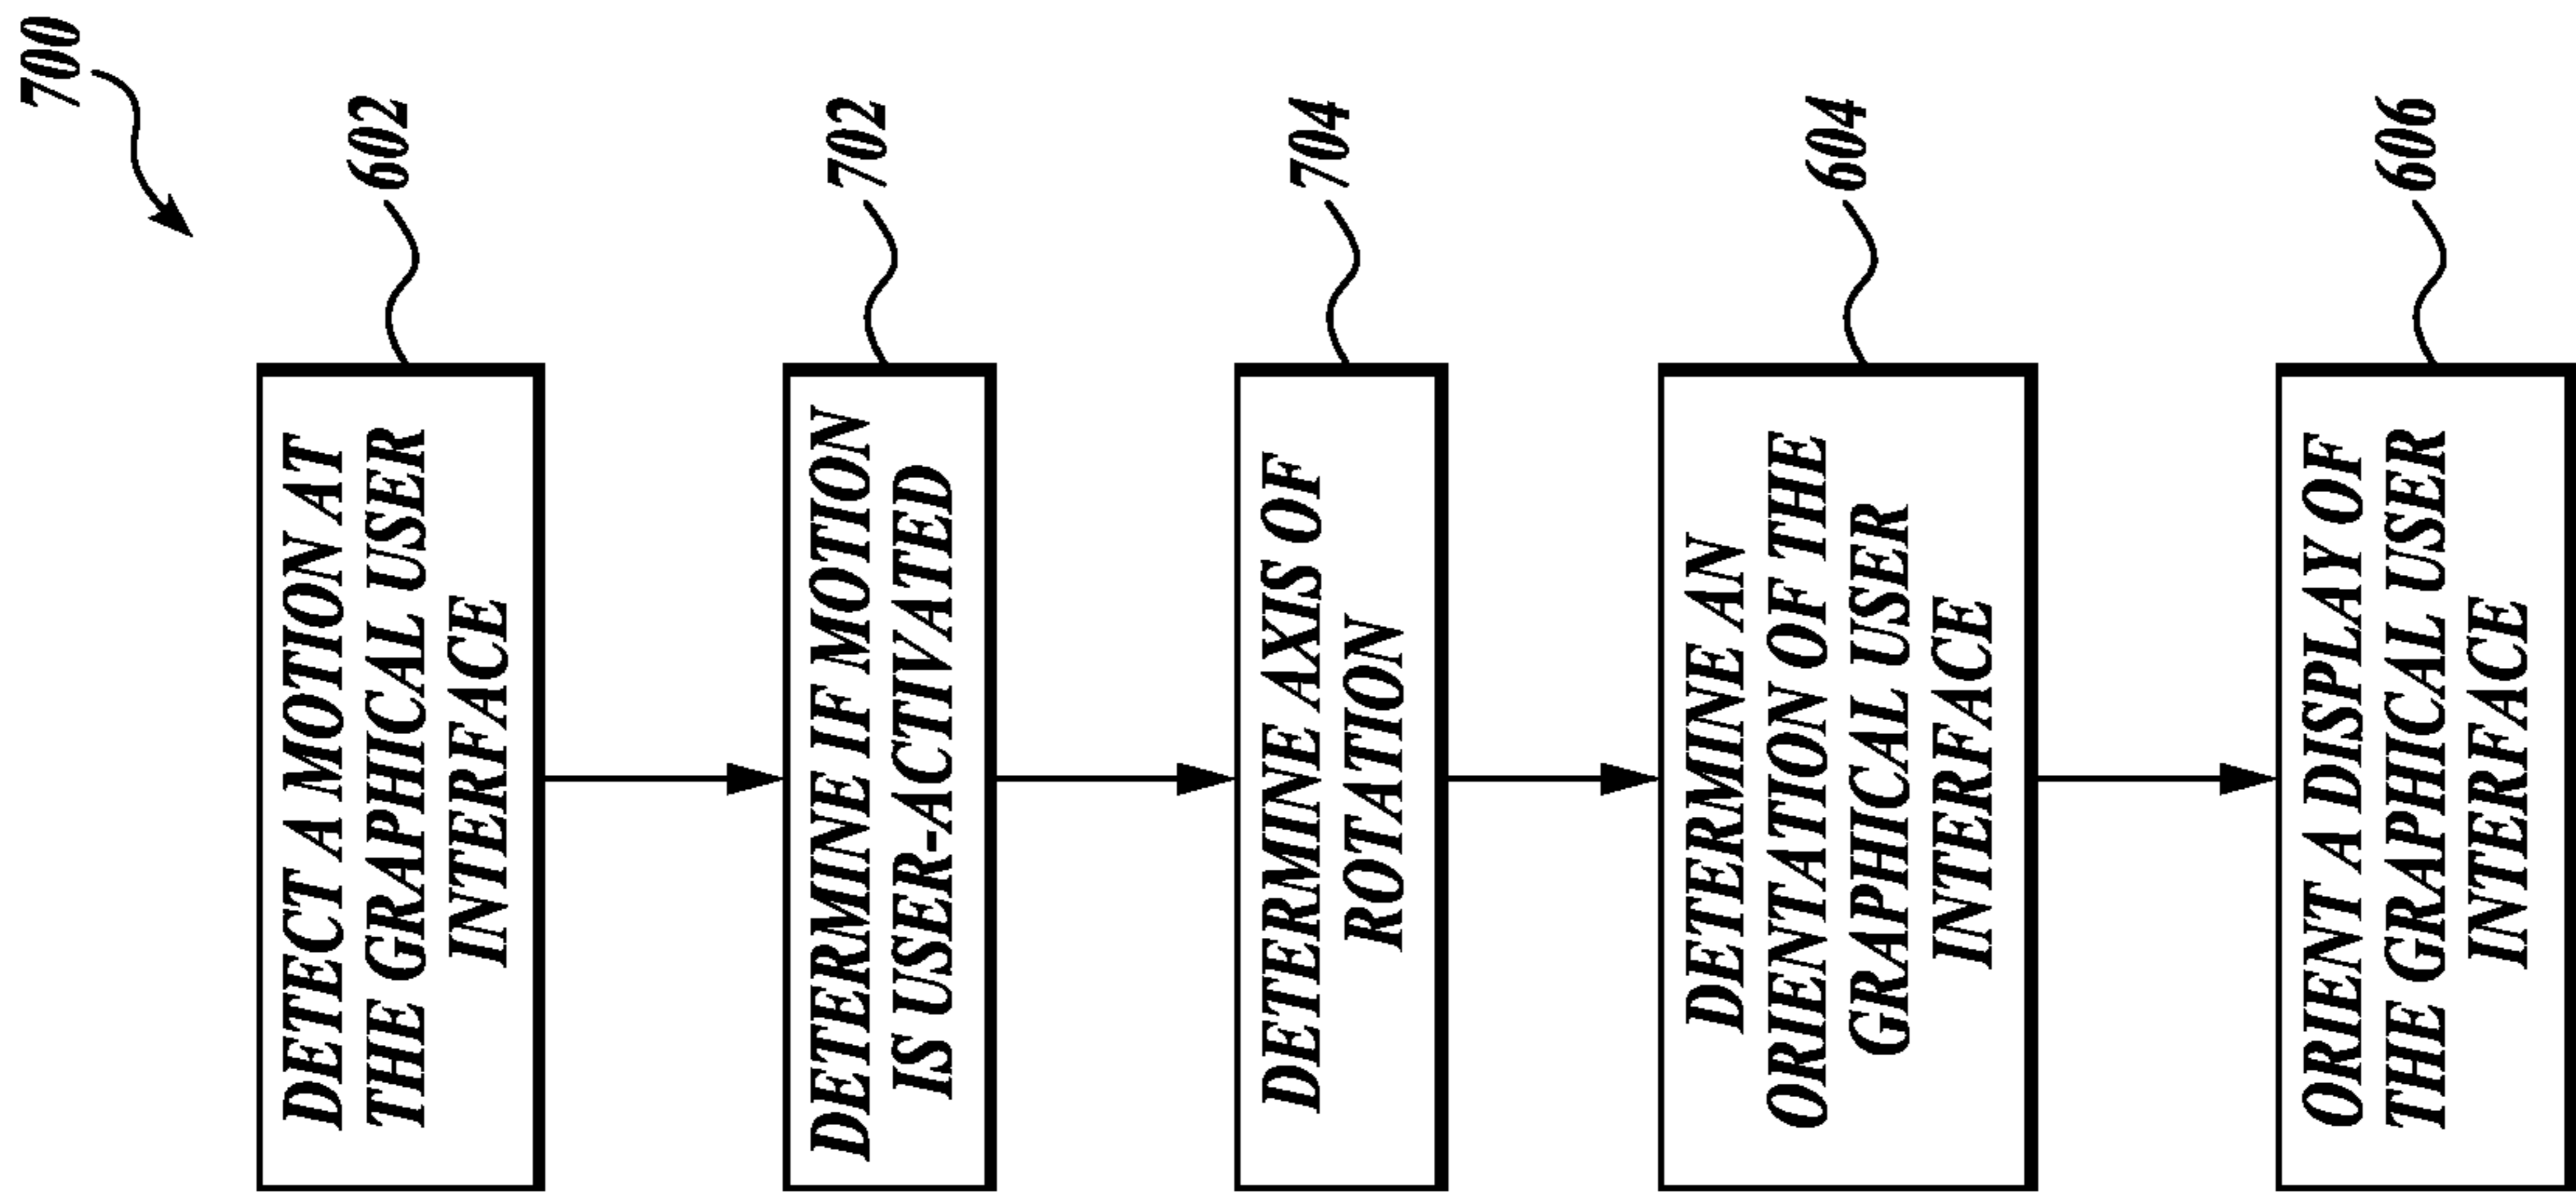 700
DETECT A MOTION AT
THE GRAPHICAL USER
INTERFACE
602
DETERMINE IF MOTION
IS USER-ACTIVATED
702
DETERMINE AXIS OF
ROTATION
704
DETERMINE AN
ORIENTATION OF THE
GRAPHICAL USER
INTERFACE
604
ORIENT A DISPLAY OF
THE GRAPHICAL USER
INTERFACE
606